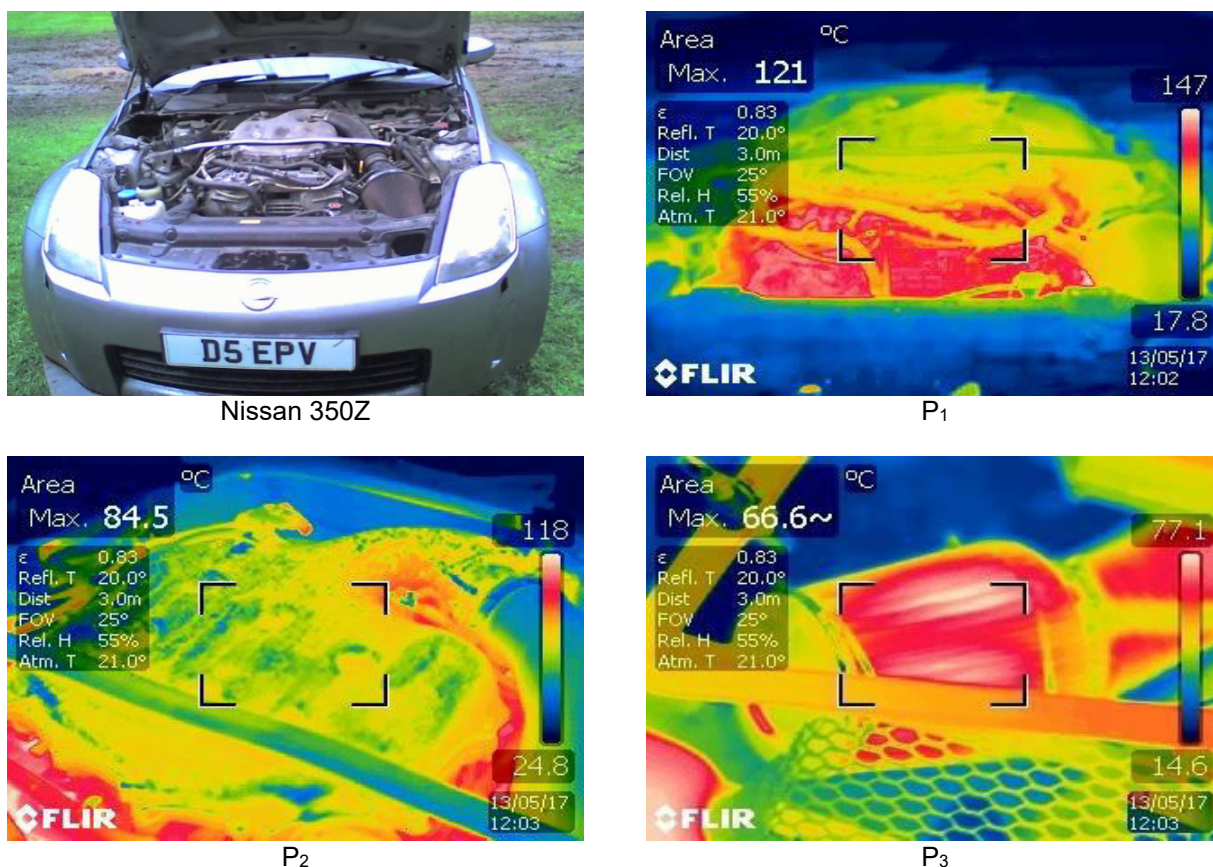 D5 EPV
Nissan 350Z
Area °C
Max. 121
ε 0.83
Refl. T 20.0°
Dist 3.0m
FOV 25°
Rel. H 55%
Atm. T 21.0°
147
17.8
13/05/17
12:02
FLIR
P1
Area °C
Max. 84.5
ε 0.83
Refl. T 20.0°
Dist 3.0m
FOV 25°
Rel. H 55%
Atm. T 21.0°
118
24.8
13/05/17
12:03
FLIR
P2
Area °C
Max. 66.6~
ε 0.83
Refl. T 20.0°
Dist 3.0m
FOV 25°
Rel. H 55%
Atm. T 21.0°
77.1
14.6
13/05/17
12:03
FLIR
P3